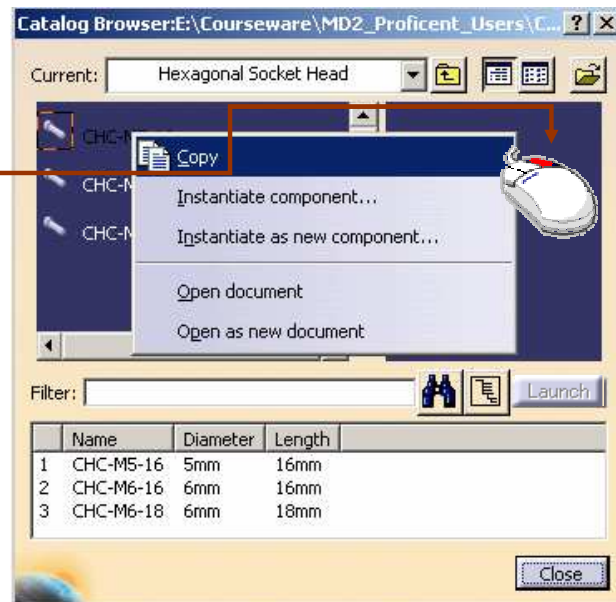 Catalog Browser:E:\Courseware\MD2_Proficent_Users\C...
Current: Hexagonal Socket Head
CHC-M
Copy
CHC-M
Instantiate component...
CHC-M
Instantiate as new component...
Open document
Open as new document
Filter:
Launch
Name Diameter Length
1 CHC-M5-16 5mm 16mm
2 CHC-M6-16 6mm 16mm
3 CHC-M6-18 6mm 18mm
Close